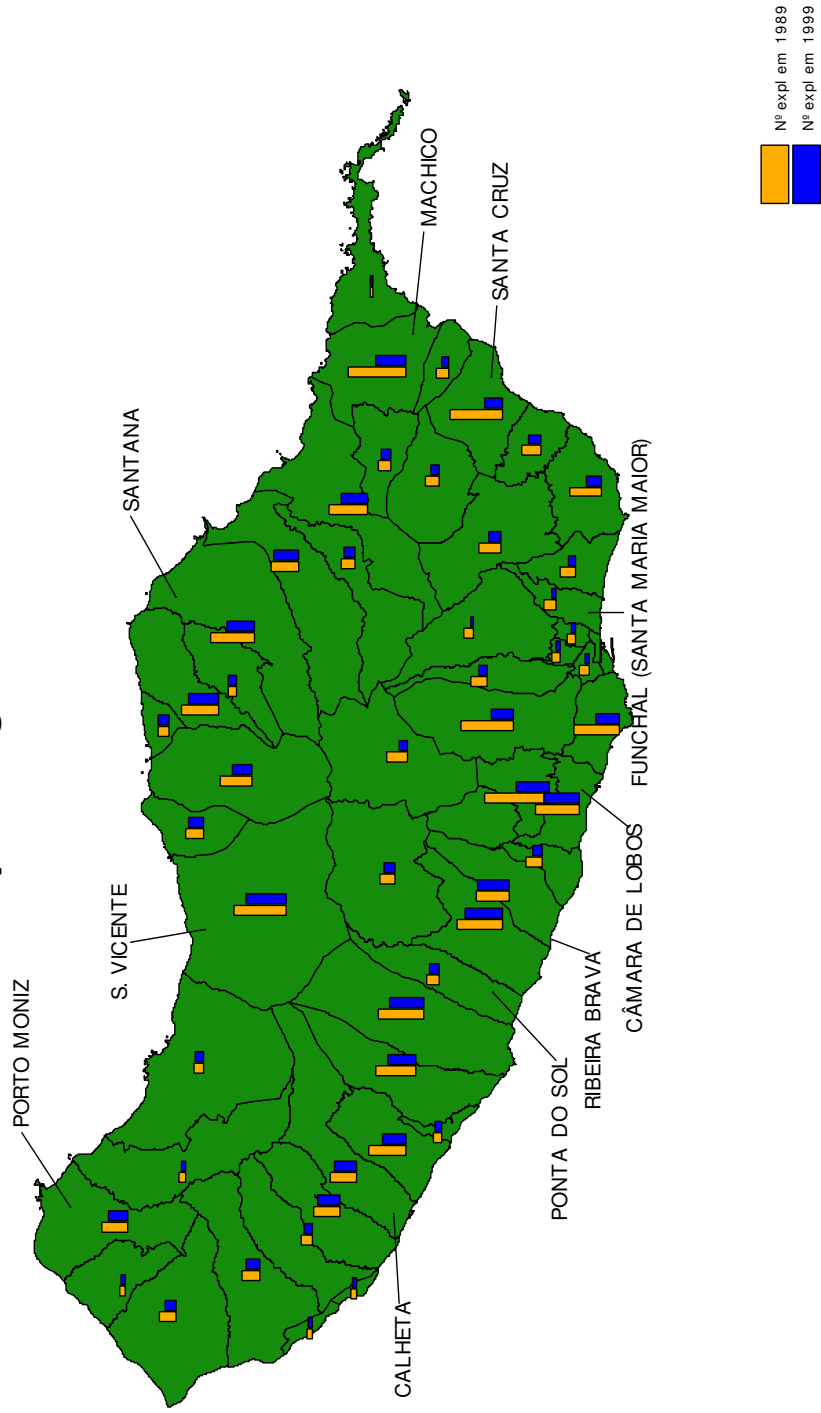 PORTO MONIZ
S. VICENTE
SANTANA
MACHICO
SANTA CRUZ
FUNCHAL (SANTA MARIA MAIOR)
CÂMARA DE LOBOS
RIBEIRA BRAVA
PONTA DO SOL
CALHETA
Nº expl em 1989
Nº expl em 1999